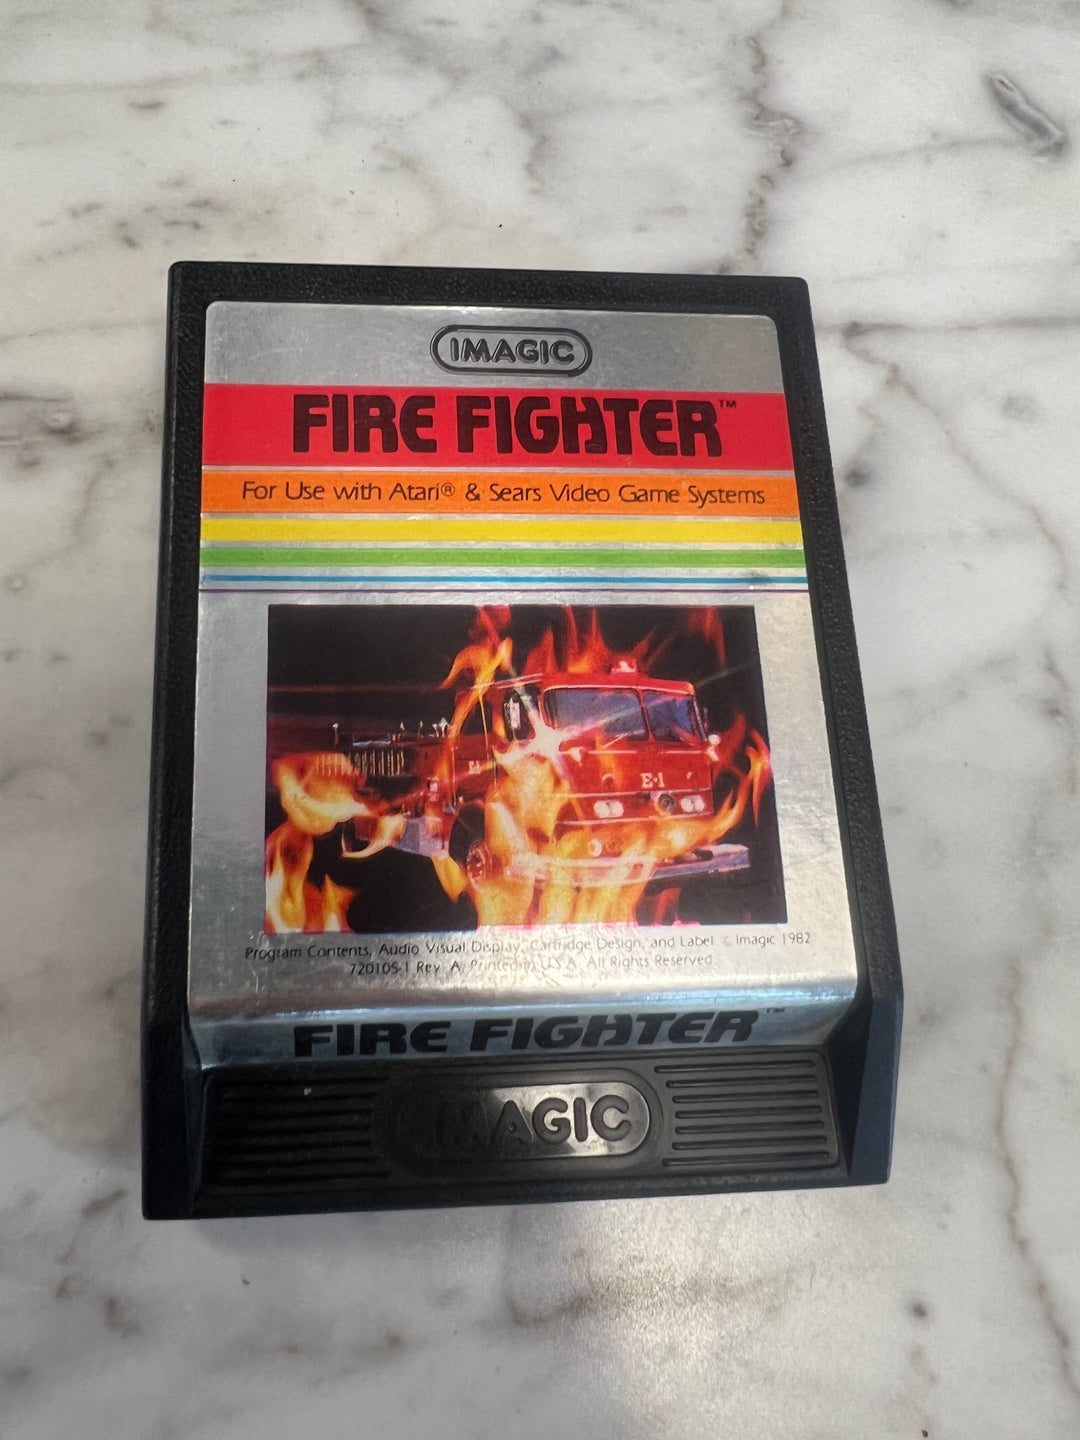 IMAGIC
FIRE FIGHTER™
For Use with Atari® & Sears Video Game Systems
E-1
Program Contents, Audio Visual Display, Cartridge Design, and Label © Imagic 1982
720105-1 Rev. A, Printed in U.S.A. All Rights Reserved
FIRE FIGHTER™
IMAGIC